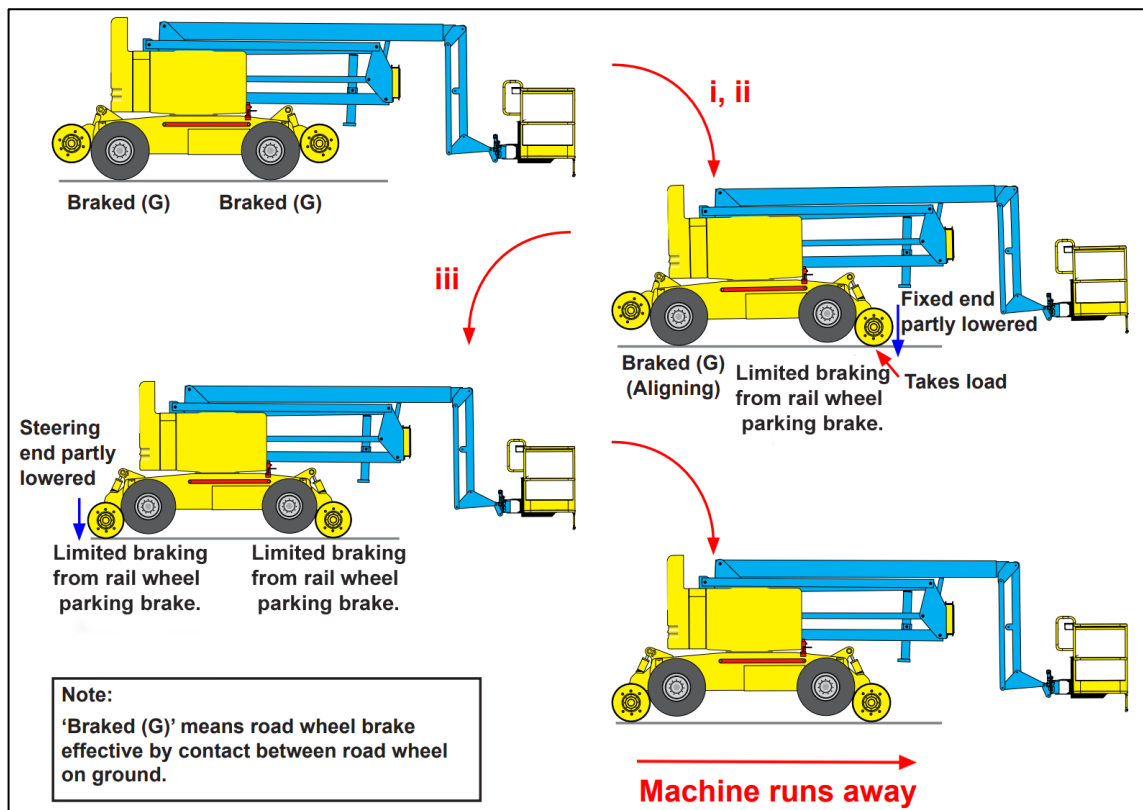 Braked (G)
Braked (G)
i, ii
Fixed end
partly lowered
Takes load
Braked (G)
(Aligning)
Limited braking
from rail wheel
parking brake.
iii
Steering
end partly
lowered
Limited braking
from rail wheel
parking brake.
Limited braking
from rail wheel
parking brake.
Note:
‘Braked (G)’ means road wheel brake
effective by contact between road wheel
on ground.
Machine runs away